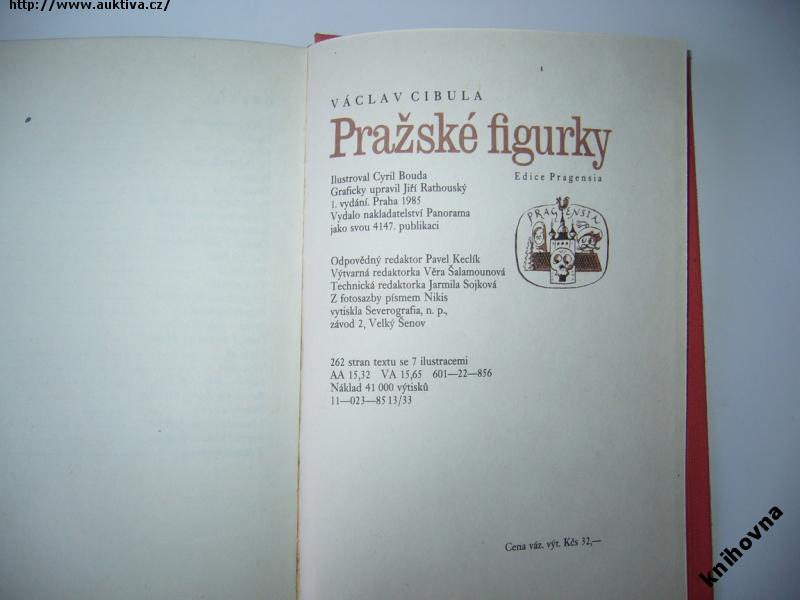 http://www.auktiva.cz/
VÁCLAV CIBULA
Pražské figurky
Ilustroval Cyril Bouda
Graficky upravil Jiří Rathouský
1. vydání. Praha 1985
Vydalo nakladatelství Panorama
jako svou 4147. publikaci
Edice Pragensia
PRAGENSIA
Odpovědný redaktor Pavel Keclík
Výtvarná redaktorka Věra Šalamounová
Technická redaktorka Jarmila Sojková
Z fotosazby písmem Nikis
vytiskla Severografia, n. p.,
závod 2, Velký Šenov
262 stran textu se 7 ilustracemi
AA 15,32 VA 15,65 601—22—856
Náklad 41 000 výtisků
11—023—85 13/33
Cena váz. výt. Kčs 32,—
knihovna